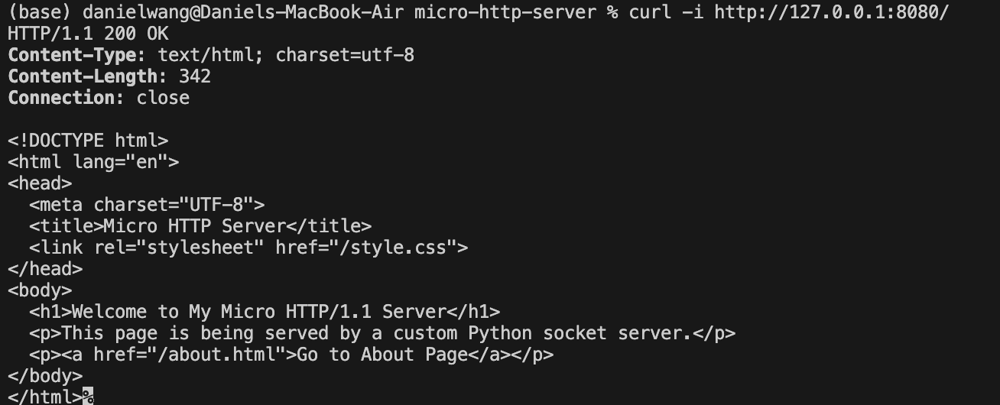 (base) danielwang@Daniels-MacBook-Air micro-http-server % curl -i http://127.0.0.1:8080/
HTTP/1.1 200 OK
Content-Type: text/html; charset=utf-8
Content-Length: 342
Connection: close

<!DOCTYPE html>
<html lang="en">
<head>
  <meta charset="UTF-8">
  <title>Micro HTTP Server</title>
  <link rel="stylesheet" href="/style.css">
</head>
<body>
  <h1>Welcome to My Micro HTTP/1.1 Server</h1>
  <p>This page is being served by a custom Python socket server.</p>
  <p><a href="/about.html">Go to About Page</a></p>
</body>
</html>%